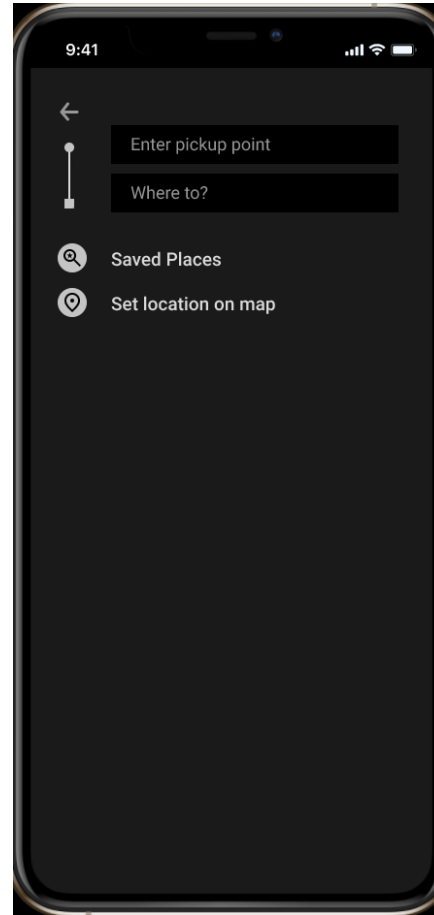 9:41
Enter pickup point
Where to?
Saved Places
Set location on map